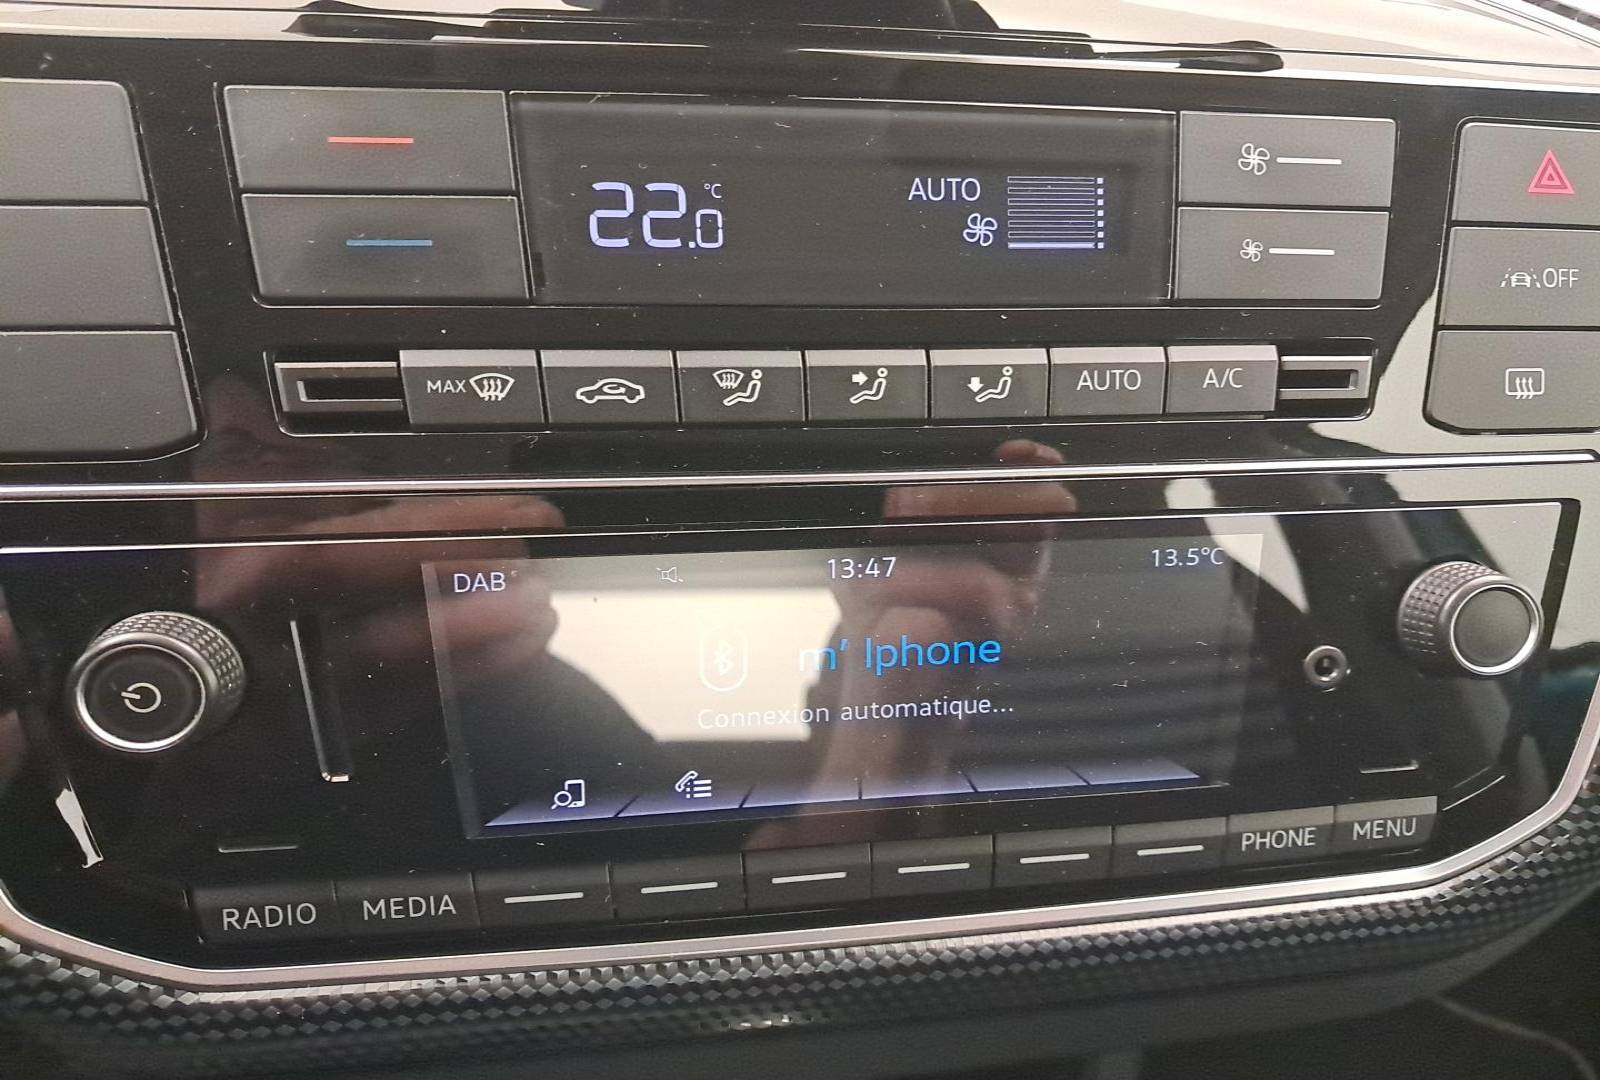 22.0 °C
AUTO
OFF
MAX
AUTO
A/C
DAB
13:47
13.5°C
m' Iphone
Connexion automatique...
RADIO
MEDIA
PHONE
MENU